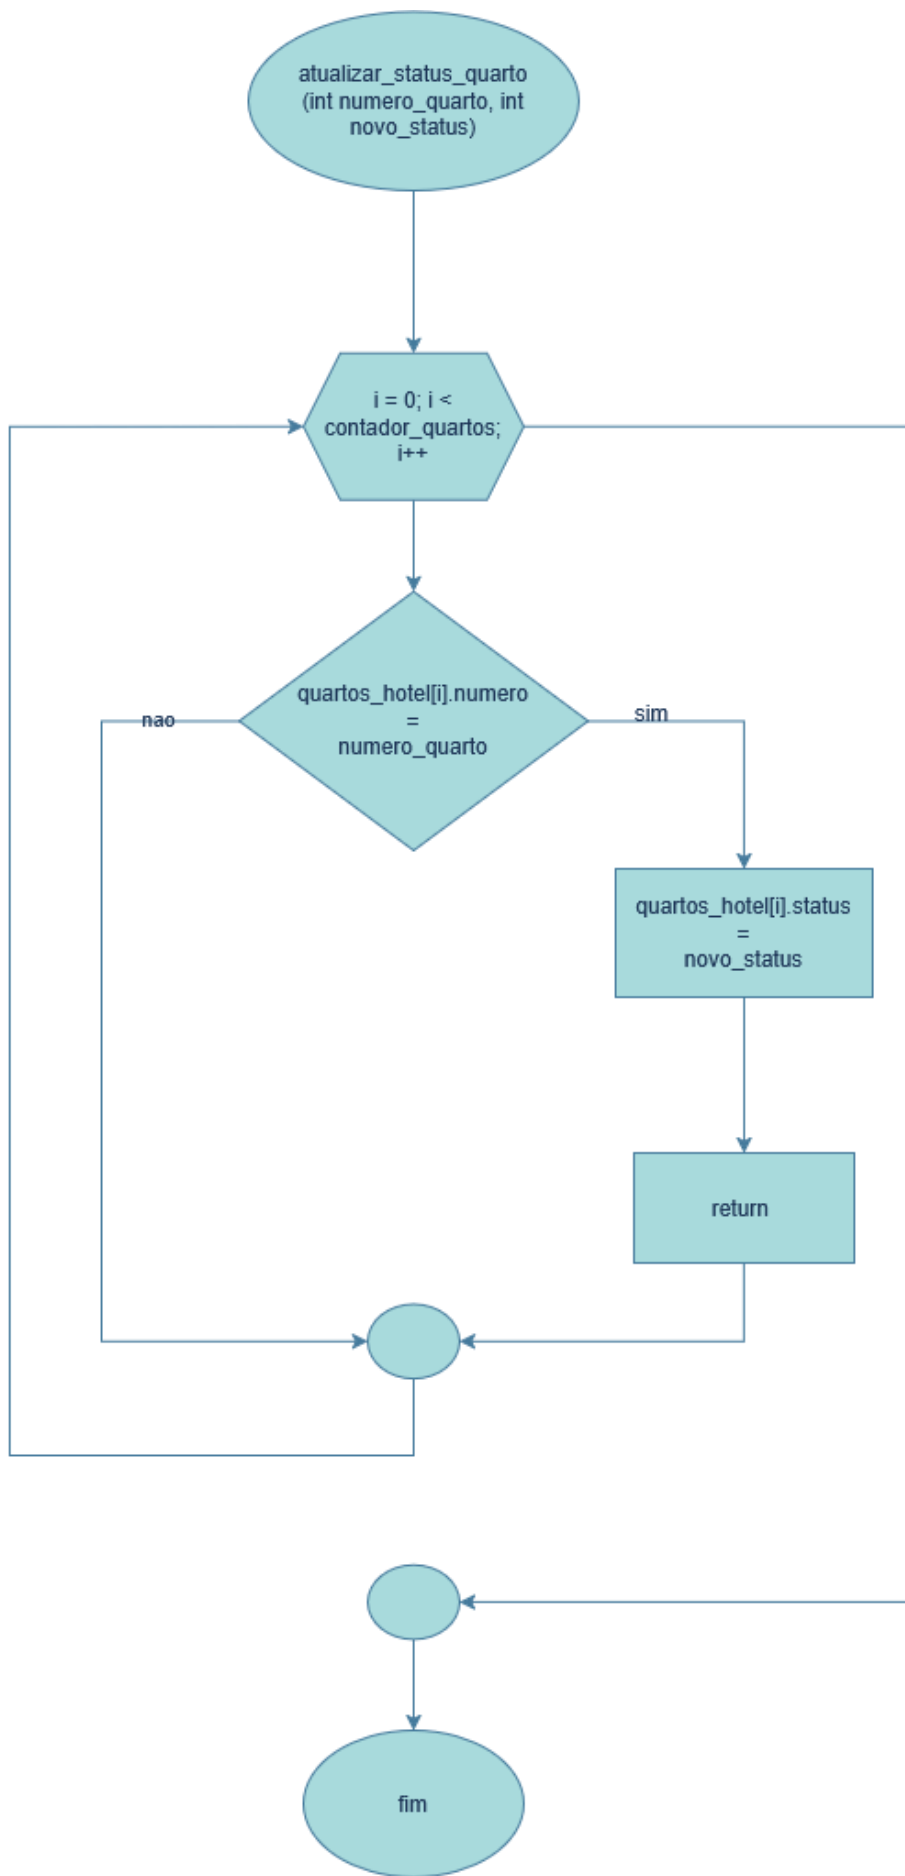 atualizar_status_quarto
(int numero_quarto, int
novo_status)
i = 0; i <
contador_quartos;
i++
quartos_hotel[i].numero
=
numero_quarto
nao
sim
quartos_hotel[i].status
=
novo_status
return
fim